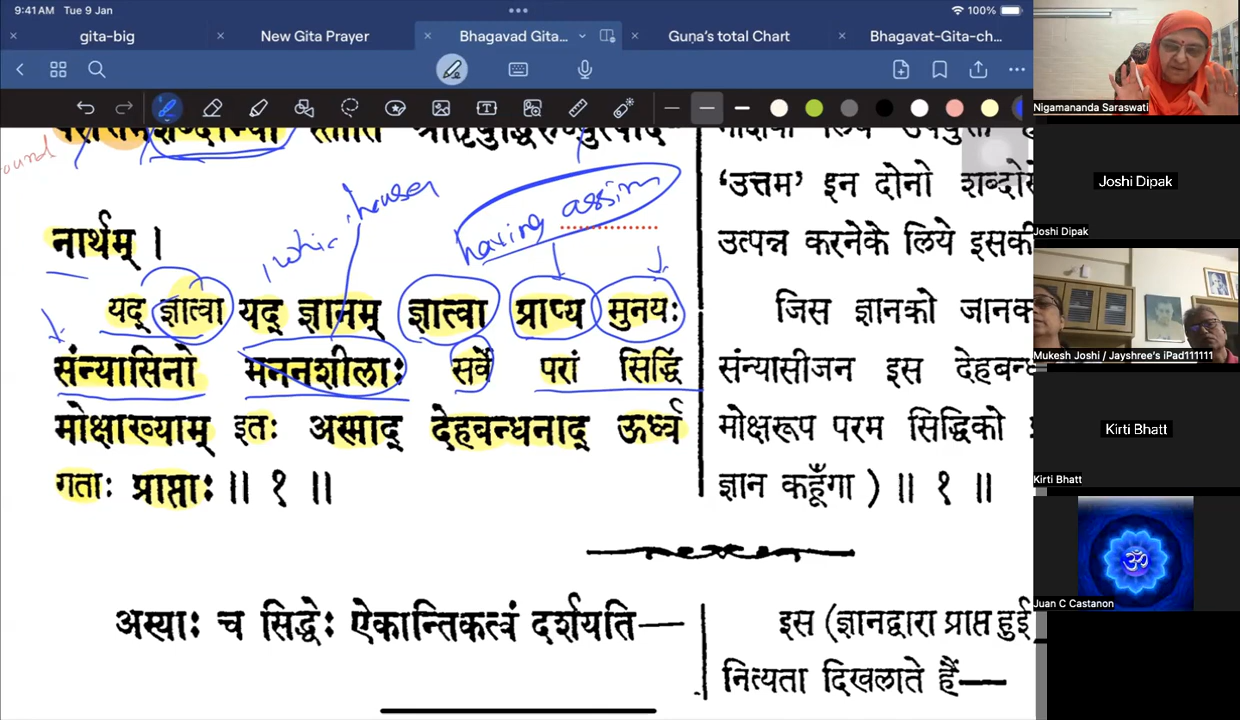 9:41 AM Tue 9 Jan
100%
gita-big
New Gita Prayer
Bhagavad Gita...
Guṇa's total Chart
Bhagavat-Gita-ch...
'उत्तम' इन दोनो शब्दोंसे
नार्थम् ।
उत्पन्न करनेके लिये इसकी
having assim
यद् ज्ञात्वा यद् ज्ञानम् ज्ञात्वा प्राप्य मुनयः
संन्यासिनो मननशीलाः सर्वे परां सिद्धिं
मोक्षाख्याम् इतः अस्माद् देहबन्धनाद् ऊर्ध्वं
गताः प्राप्ताः ॥ १ ॥
जिस ज्ञानको जानक
संन्यासीजन इस देहबन्ध
मोक्षरूप परम सिद्धिको
ज्ञान कहूँगा ) ॥ १ ॥
अस्याः च सिद्धेः ऐकान्तिकत्वं दर्शयति—
इस (ज्ञानद्वारा प्राप्त हुई
नित्यता दिखलाते हैं—
Nigamananda Saraswati
Joshi Dipak
Joshi Dipak
Mukesh Joshi / Jayshree's iPad111111
Kirti Bhatt
Kirti Bhatt
ॐ
Juan C Castanon